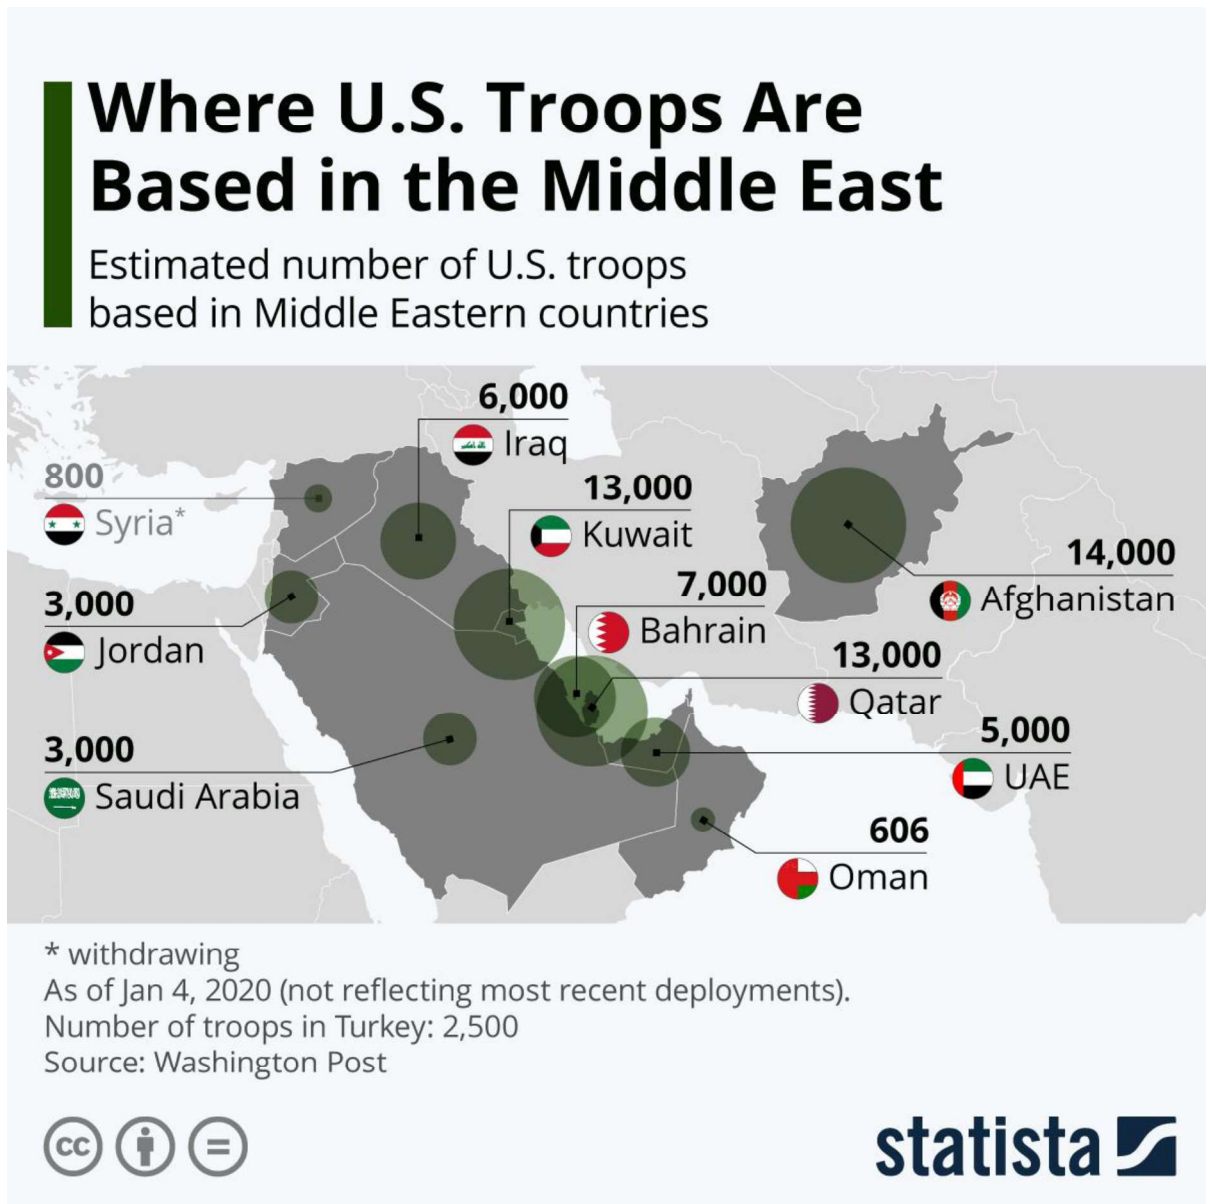 Where U.S. Troops Are
Based in the Middle East
Estimated number of U.S. troops
based in Middle Eastern countries
6,000
Iraq
800
Syria*
13,000
Kuwait
14,000
Afghanistan
3,000
Jordan
7,000
Bahrain
13,000
Qatar
3,000
Saudi Arabia
5,000
UAE
606
Oman
* withdrawing
As of Jan 4, 2020 (not reflecting most recent deployments).
Number of troops in Turkey: 2,500
Source: Washington Post
cc
statista